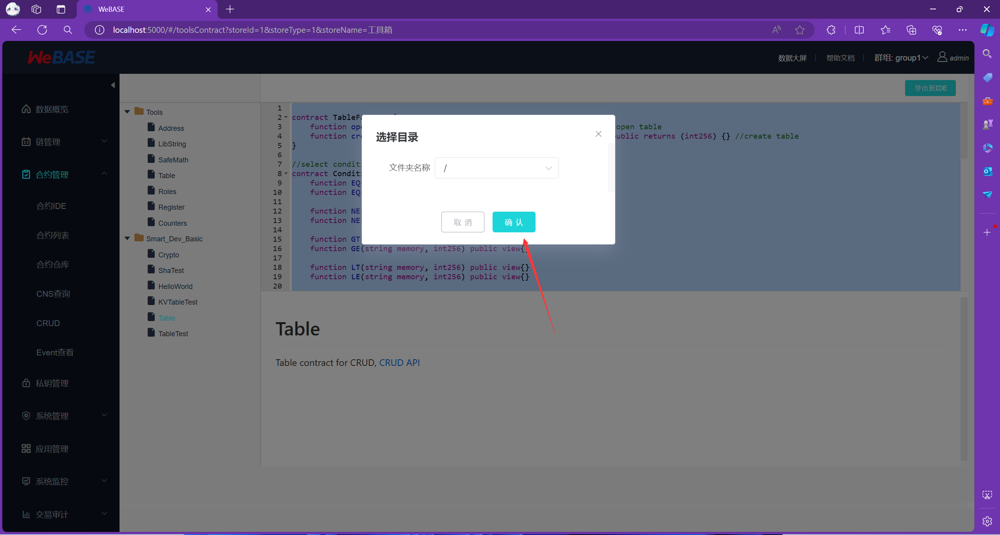 WeBASE
localhost:5000/#/toolsContract?storeId=1&storeType=1&storeName=工具箱
WeBASE
数据大屏
帮助文档
群组: group1
admin
导出到IDE
数据概览
链管理
合约管理
合约IDE
合约列表
合约仓库
CNS查询
CRUD
Event查看
私钥管理
系统管理
应用管理
系统监控
交易审计
Tools
Address
LibString
SafeMath
Table
Roles
Register
Counters
Smart_Dev_Basic
Crypto
ShaTest
HelloWorld
KVTableTest
Table
TableTest
1
2 contract TableF
3 function op open table
4 function cr public returns (int256) {} //create table
5 }
6
7 //select condit
8 contract Condit
9 function EQ
10 function EQ
11
12 function NE
13 function NE
14
15 function GT
16 function GE(string memory, int256) public view{}
17
18 function LT(string memory, int256) public view{}
19 function LE(string memory, int256) public view{}
20
选择目录
文件夹名称
/
取 消
确 认
Table
Table contract for CRUD, CRUD API